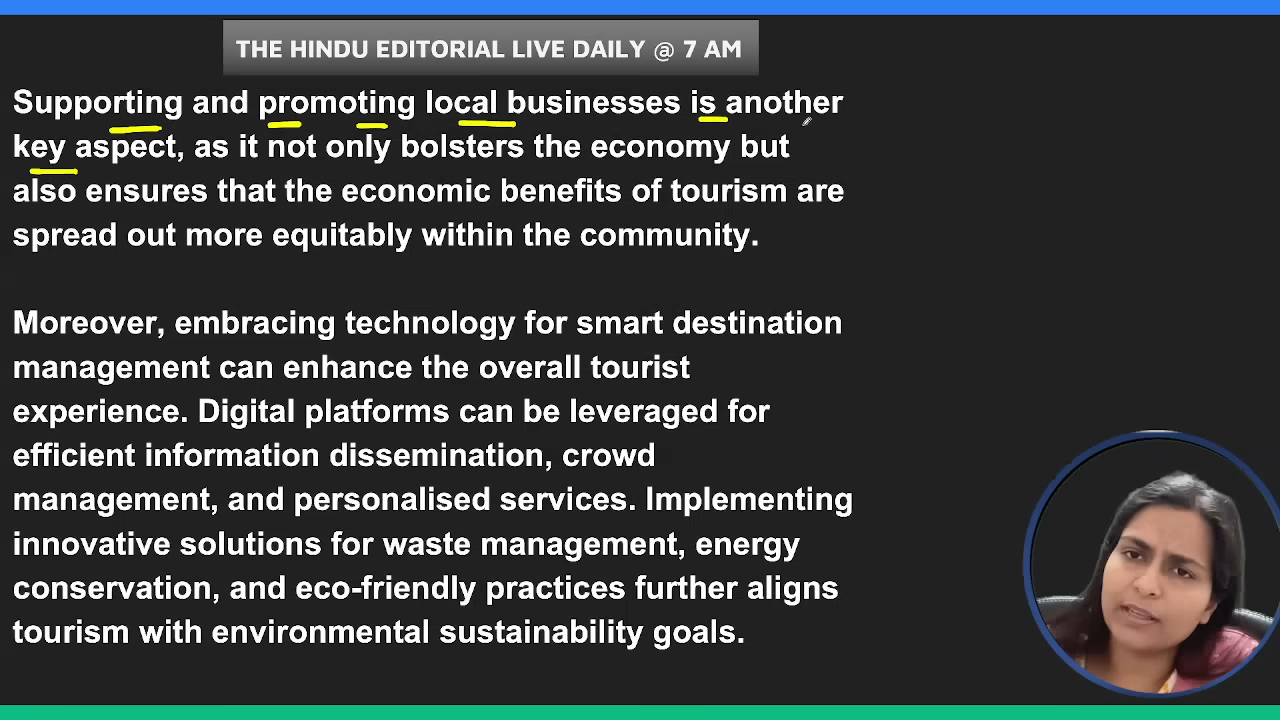 THE HINDU EDITORIAL LIVE DAILY @ 7 AM
Supporting and promoting local businesses is another
key aspect, as it not only bolsters the economy but
also ensures that the economic benefits of tourism are
spread out more equitably within the community.
Moreover, embracing technology for smart destination
management can enhance the overall tourist
experience. Digital platforms can be leveraged for
efficient information dissemination, crowd
management, and personalised services. Implementing
innovative solutions for waste management, energy
conservation, and eco-friendly practices further aligns
tourism with environmental sustainability goals.